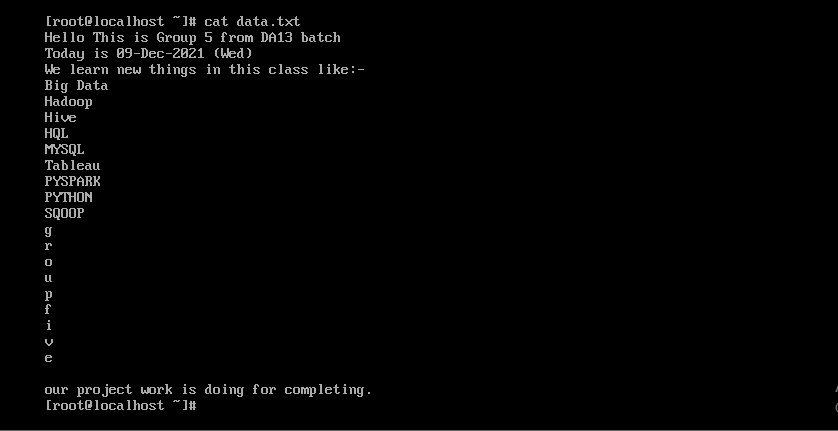 [root@localhost ~]# cat data.txt
Hello This is Group 5 from DA13 batch
Today is 09-Dec-2021 (Wed)
We learn new things in this class like:-
Big Data
Hadoop
Hive
HQL
MYSQL
Tableau
PYSPARK
PYTHON
SQOOP
g
r
o
u
p
f
i
v
e

our project work is doing for completing.
[root@localhost ~]#